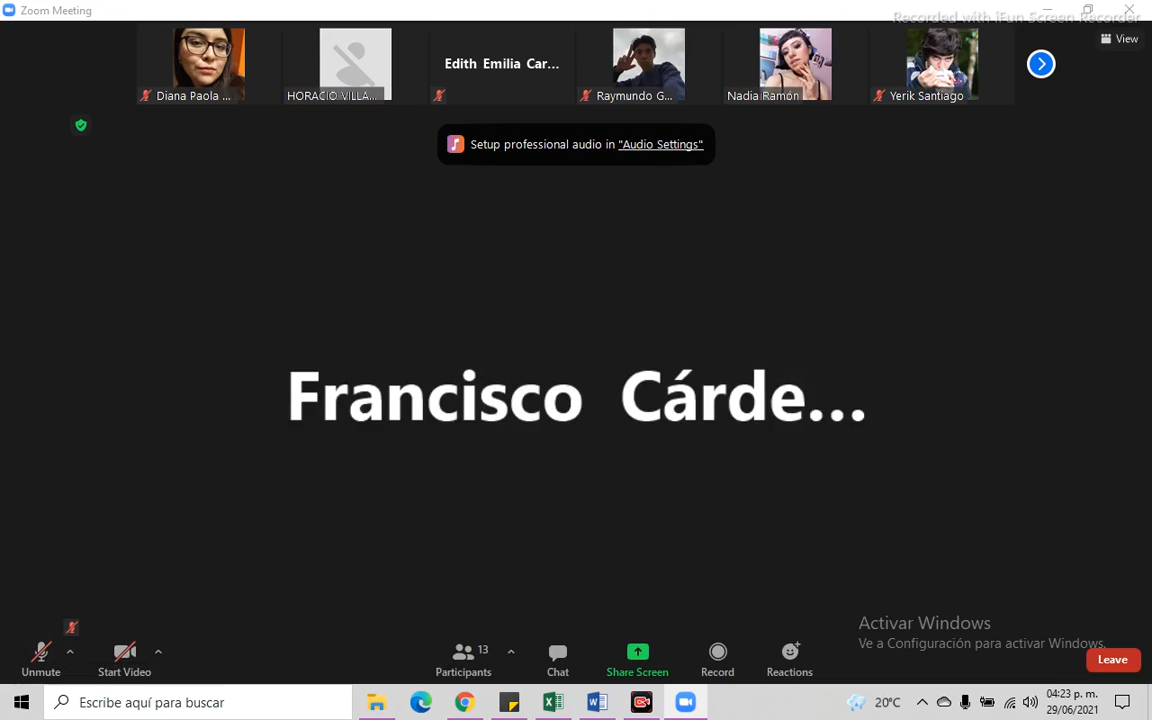 Zoom Meeting
Recorded with iFun Screen Recorder
View
Diana Paola ...
HORACIO VILLA...
Edith Emilia Car...
Raymundo G...
Nadia Ramón
Yerik Santiago
Setup professional audio in "Audio Settings"
Francisco Cárde...
Activar Windows
Ve a Configuración para activar Windows.
Unmute
Start Video
13
Participants
Chat
Share Screen
Record
Reactions
Leave
Escribe aquí para buscar
20°C
04:23 p. m.
29/06/2021